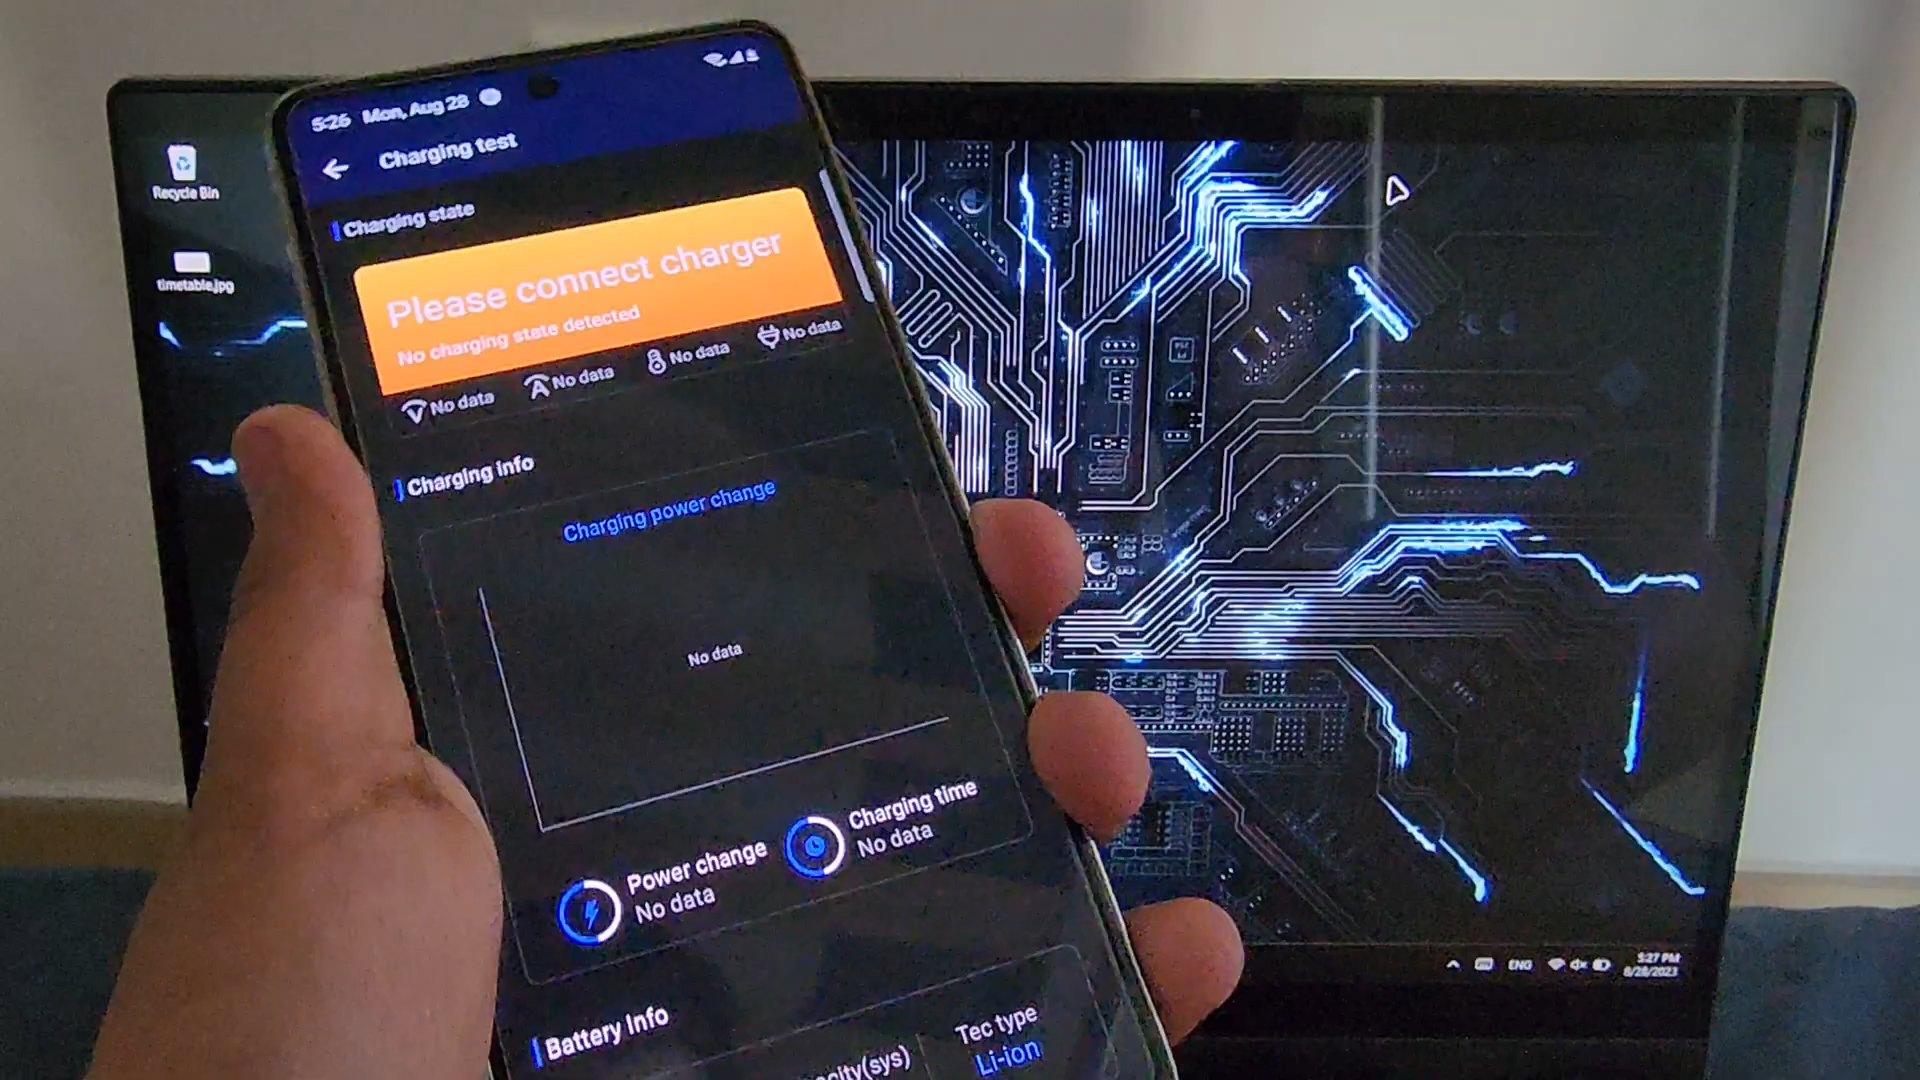 5:26 Mon, Aug 28
Charging test
Charging state
Please connect charger
No charging state detected
V No data
A No data
No data
No data
Charging info
Charging power change
No data
Power change
No data
Charging time
No data
Battery Info
city(sys)
Tec type
Li-ion
Recycle Bin
timetable.jpg
ENG
5:27 PM
8/28/2023